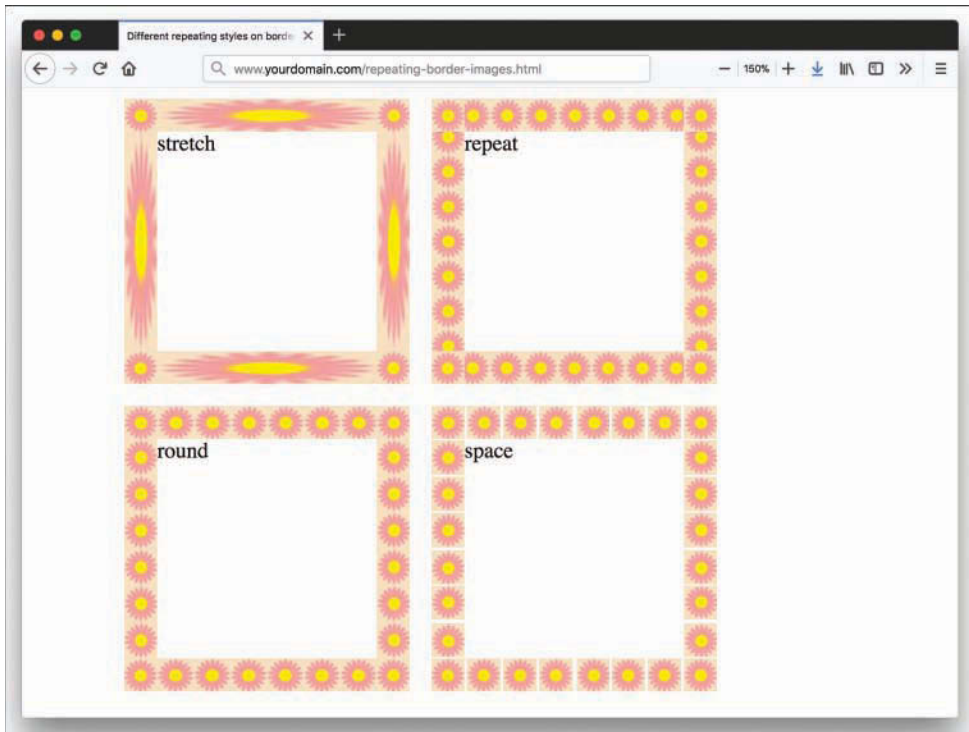 Different repeating styles on borde
www.yourdomain.com/repeating-border-images.html
150%
stretch
repeat
round
space